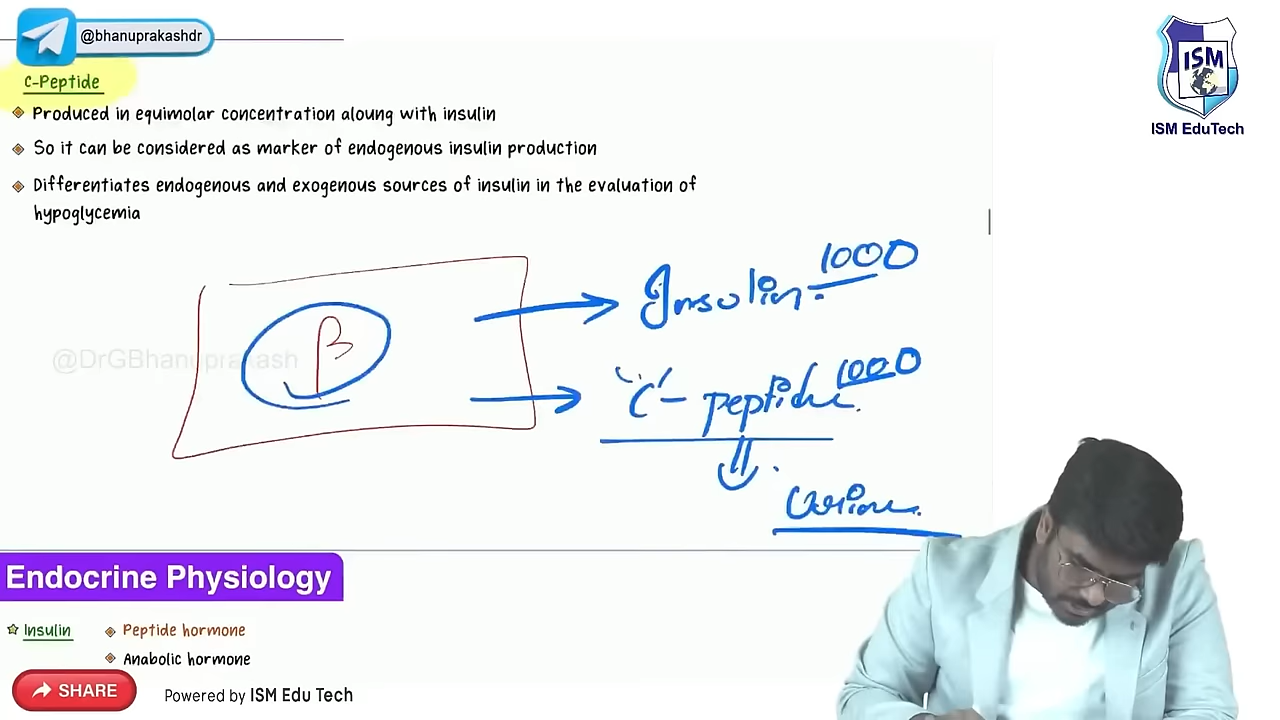 @bhanuprakashdr
ISM
ISM EduTech
C-Peptide
Produced in equimolar concentration aloung with insulin
So it can be considered as marker of endogenous insulin production
Differentiates endogenous and exogenous sources of insulin in the evaluation of
hypoglycemia
Insulin. 1000
β
@DrGBhanuprakash
"C"- peptide. 1000
Urine.
Endocrine Physiology
Insulin
Peptide hormone
Anabolic hormone
SHARE
Powered by ISM Edu Tech